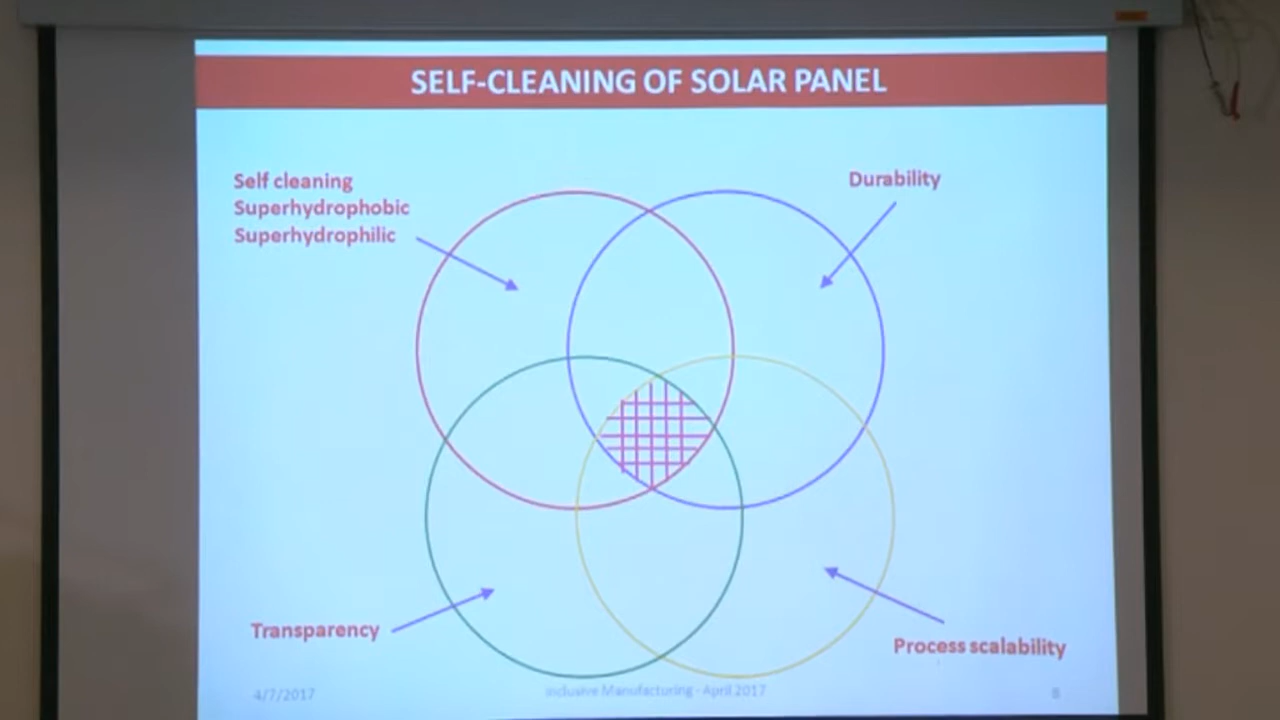 SELF-CLEANING OF SOLAR PANEL
Self cleaning
Superhydrophobic
Superhydrophilic
Durability
Transparency
Process scalability
4/7/2017
Inclusive Manufacturing - April 2017
8